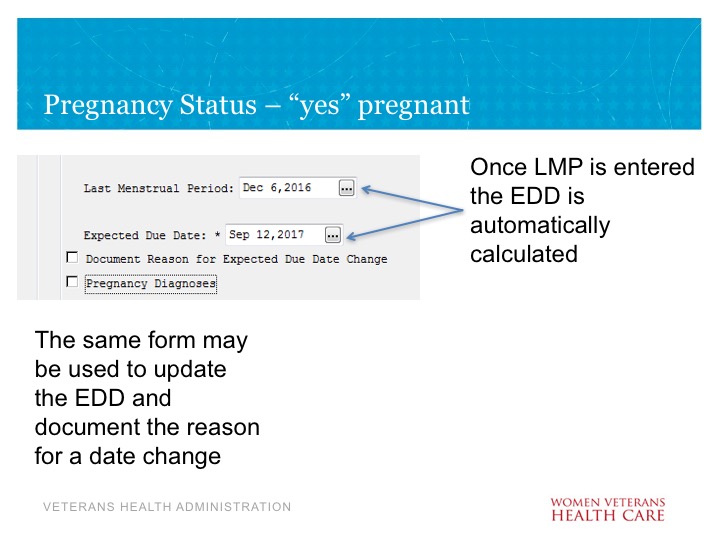 Pregnancy Status – “yes” pregnant
Last Menstrual Period: Dec 6,2016 ...
Expected Due Date: * Sep 12,2017 ...
Document Reason for Expected Due Date Change
Pregnancy Diagnoses
Once LMP is entered
the EDD is
automatically
calculated
The same form may
be used to update
the EDD and
document the reason
for a date change
VETERANS HEALTH ADMINISTRATION
WOMEN VETERANS
HEALTH CARE